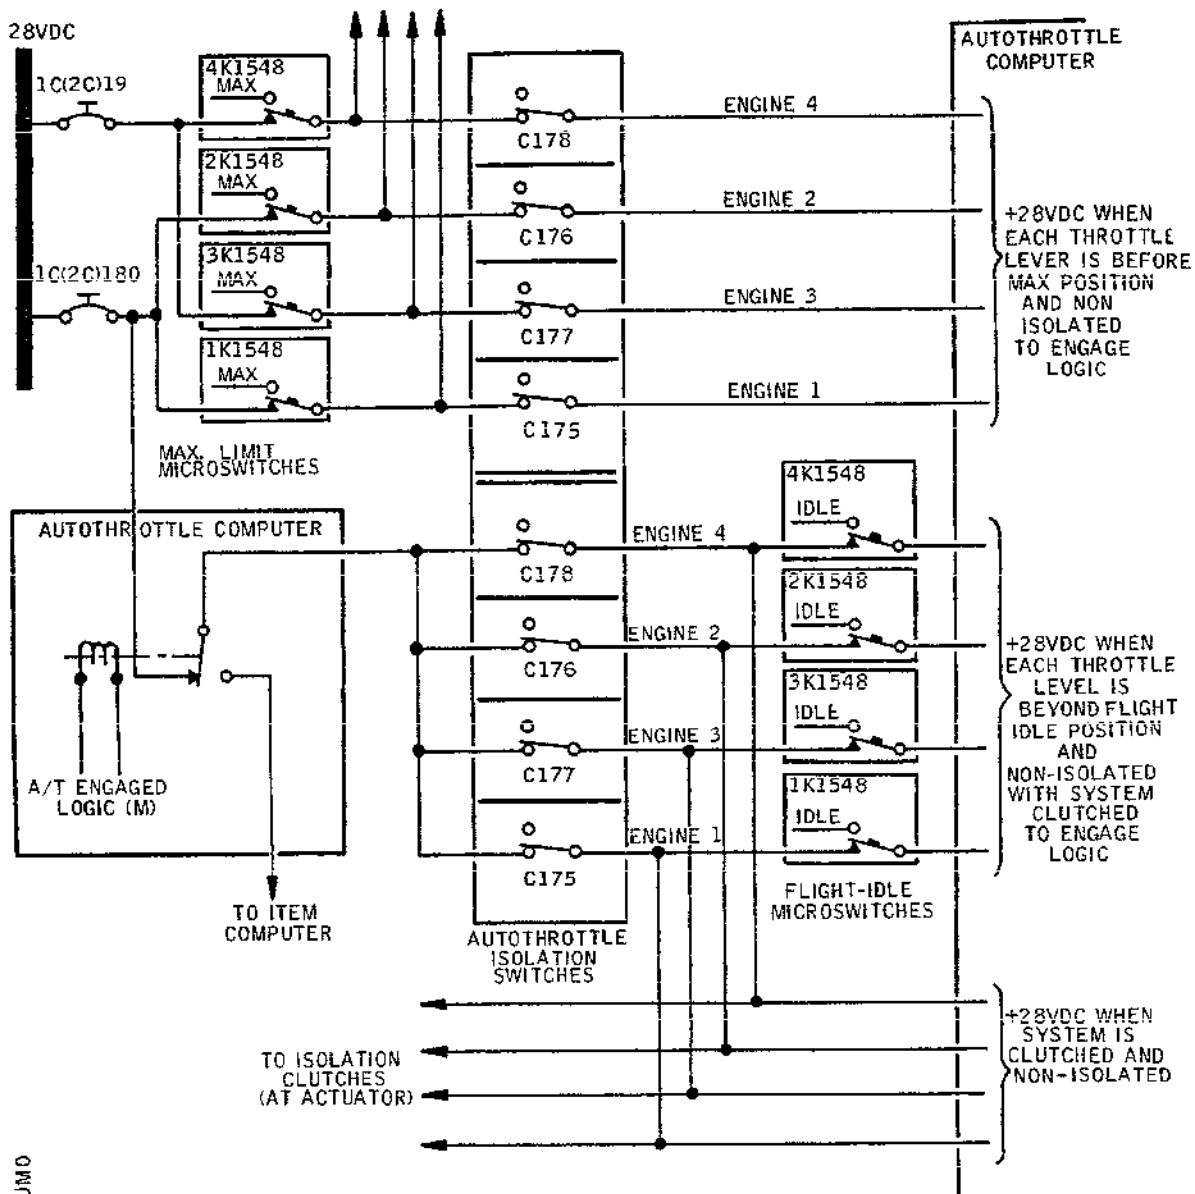 28VDC
1C(2C)19
4K1548
MAX
C178
ENGINE 4
AUTOTHROTTLE
COMPUTER
2K1548
MAX
C176
ENGINE 2
1C(2C)180
3K1548
MAX
C177
ENGINE 3
1K1548
MAX
C175
ENGINE 1
+28VDC WHEN
EACH THROTTLE
LEVER IS BEFORE
MAX POSITION
AND NON
ISOLATED
TO ENGAGE
LOGIC
MAX. LIMIT
MICROSWITCHES
AUTOTHROTTLE COMPUTER
A/T ENGAGED
LOGIC (M)
TO ITEM
COMPUTER
C178
ENGINE 4
4K1548
IDLE
C176
ENGINE 2
2K1548
IDLE
C177
ENGINE 3
3K1548
IDLE
C175
ENGINE 1
1K1548
IDLE
+28VDC WHEN
EACH THROTTLE
LEVEL IS
BEYOND FLIGHT
IDLE POSITION
AND
NON-ISOLATED
WITH SYSTEM
CLUTCHED
TO ENGAGE
LOGIC
FLIGHT-IDLE
MICROSWITCHES
AUTOTHROTTLE
ISOLATION
SWITCHES
TO ISOLATION
CLUTCHES
(AT ACTUATOR)
+28VDC WHEN
SYSTEM IS
CLUTCHED AND
NON-ISOLATED